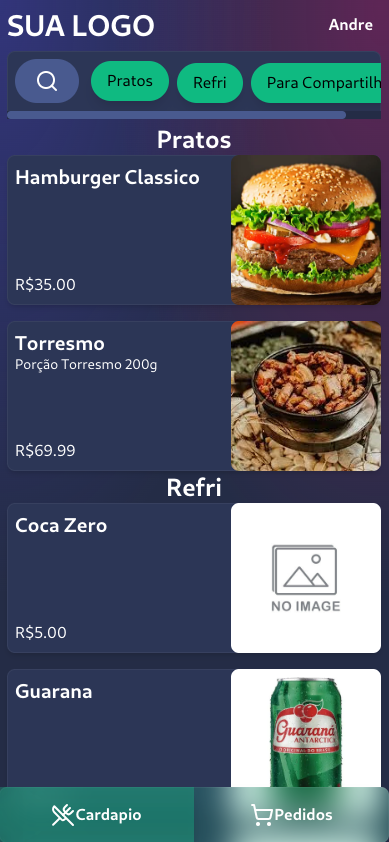 SUA LOGO
Andre
Pratos
Refri
Para Compartilh
Pratos
Hamburger Classico
R$35.00
Torresmo
Porção Torresmo 200g
R$69.99
Refri
Coca Zero
R$5.00
NO IMAGE
Guarana
Guaraná
ANTARCTICA
Cardapio
Pedidos